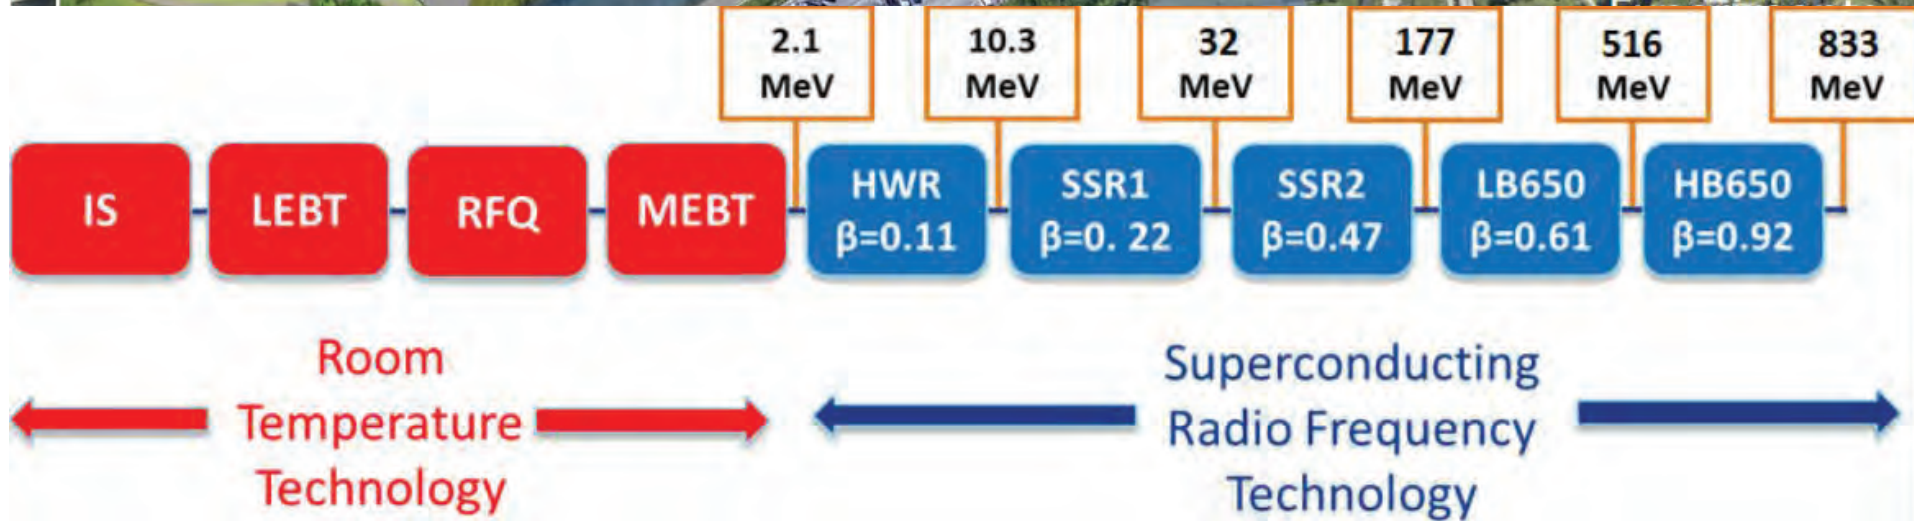 2.1
MeV
10.3
MeV
32
MeV
177
MeV
516
MeV
833
MeV
IS
LEBT
RFQ
MEBT
HWR
β=0.11
SSR1
β=0. 22
SSR2
β=0.47
LB650
β=0.61
HB650
β=0.92
Room
Temperature
Technology
Superconducting
Radio Frequency
Technology